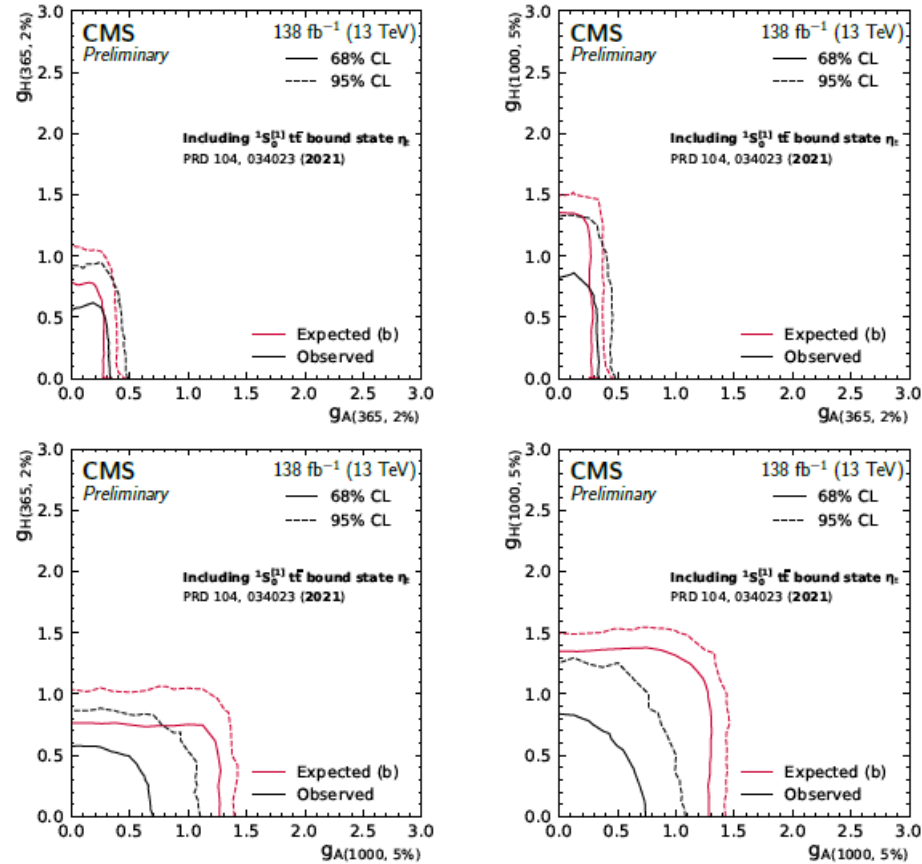 CMS
Preliminary
138 fb⁻¹ (13 TeV)
68% CL
95% CL
Including ¹S₀^[1] tt̄ bound state ηₜ
PRD 104, 034023 (2021)
Expected (b)
Observed
g_H(365, 2%)
3.0
2.5
2.0
1.5
1.0
0.5
0.0
0.0 0.5 1.0 1.5 2.0 2.5 3.0
g_A(365, 2%)
CMS
Preliminary
138 fb⁻¹ (13 TeV)
68% CL
95% CL
Including ¹S₀^[1] tt̄ bound state ηₜ
PRD 104, 034023 (2021)
Expected (b)
Observed
g_H(1000, 5%)
3.0
2.5
2.0
1.5
1.0
0.5
0.0
0.0 0.5 1.0 1.5 2.0 2.5 3.0
g_A(365, 2%)
CMS
Preliminary
138 fb⁻¹ (13 TeV)
68% CL
95% CL
Including ¹S₀^[1] tt̄ bound state ηₜ
PRD 104, 034023 (2021)
Expected (b)
Observed
g_H(365, 2%)
3.0
2.5
2.0
1.5
1.0
0.5
0.0
0.0 0.5 1.0 1.5 2.0 2.5 3.0
g_A(1000, 5%)
CMS
Preliminary
138 fb⁻¹ (13 TeV)
68% CL
95% CL
Including ¹S₀^[1] tt̄ bound state ηₜ
PRD 104, 034023 (2021)
Expected (b)
Observed
g_H(1000, 5%)
3.0
2.5
2.0
1.5
1.0
0.5
0.0
0.0 0.5 1.0 1.5 2.0 2.5 3.0
g_A(1000, 5%)